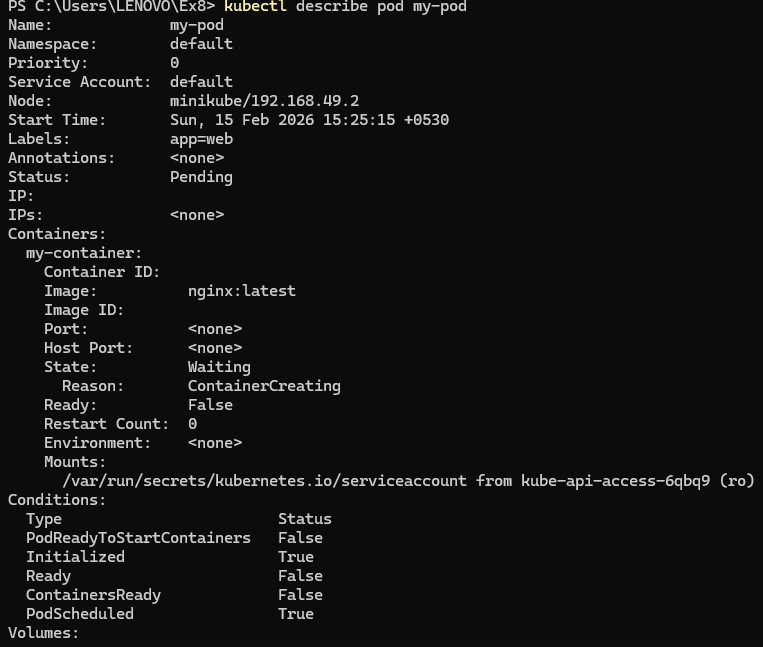 PS C:\Users\LENOVO\Ex8> kubectl describe pod my-pod
Name:             my-pod
Namespace:        default
Priority:         0
Service Account:  default
Node:             minikube/192.168.49.2
Start Time:       Sun, 15 Feb 2026 15:25:15 +0530
Labels:           app=web
Annotations:      <none>
Status:           Pending
IP:
IPs:              <none>
Containers:
  my-container:
    Container ID:
    Image:          nginx:latest
    Image ID:
    Port:           <none>
    Host Port:      <none>
    State:          Waiting
      Reason:       ContainerCreating
    Ready:          False
    Restart Count:  0
    Environment:    <none>
    Mounts:
      /var/run/secrets/kubernetes.io/serviceaccount from kube-api-access-6qbq9 (ro)
Conditions:
  Type                        Status
  PodReadyToStartContainers   False
  Initialized                 True
  Ready                       False
  ContainersReady             False
  PodScheduled                True
Volumes: